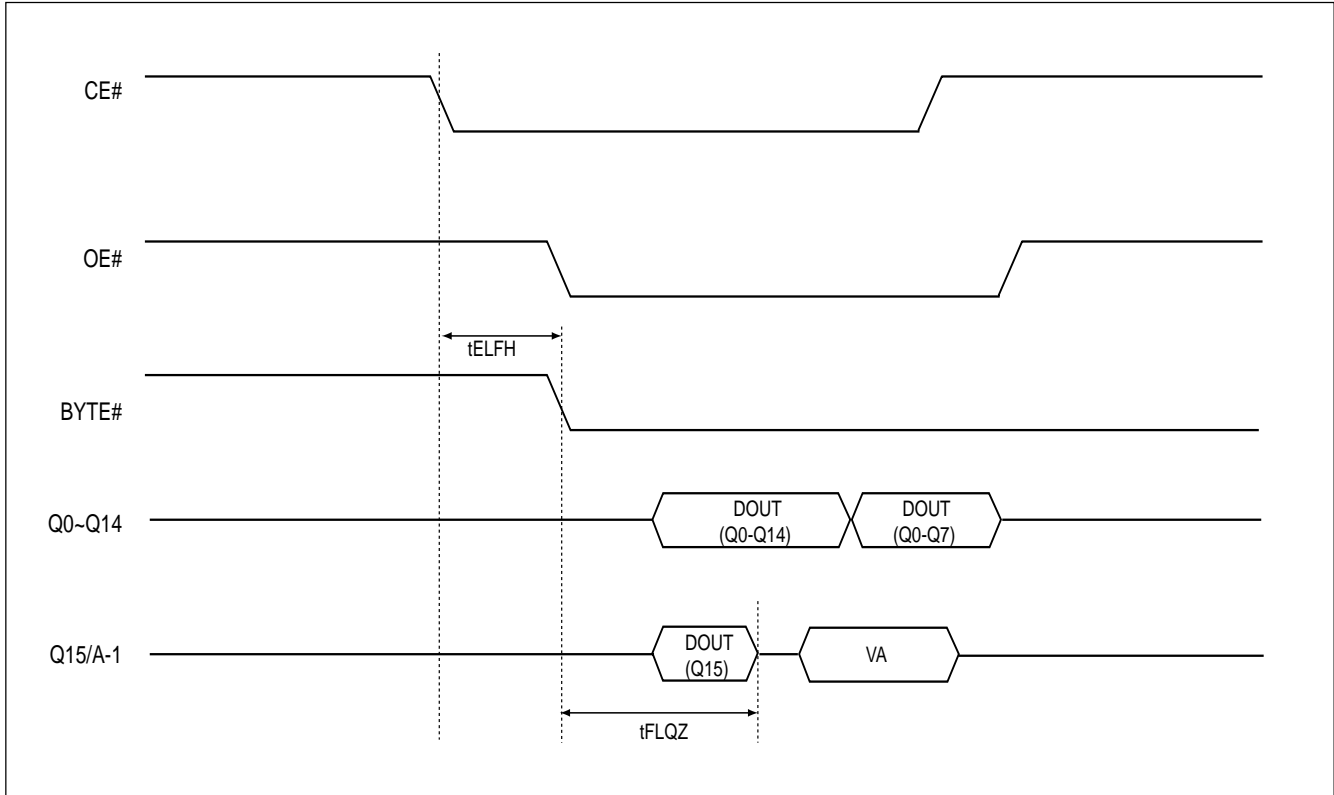 CE#
OE#
tELFH
BYTE#
Q0~Q14
DOUT
(Q0-Q14)
DOUT
(Q0-Q7)
Q15/A-1
DOUT
(Q15)
VA
tFLQZ